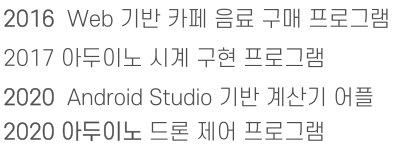 2016 Web 기반 카페 음료 구매 프로그램
2017 아두이노 시계 구현 프로그램
2020 Android Studio 기반 계산기 어플
2020 아두이노 드론 제어 프로그램